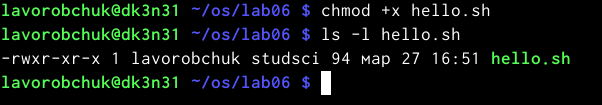 lavorobchuk@dk3n31 ~/os/lab06 $ chmod +x hello.sh
lavorobchuk@dk3n31 ~/os/lab06 $ ls -l hello.sh
-rwxr-xr-x 1 lavorobchuk studsci 94 мар 27 16:51 hello.sh
lavorobchuk@dk3n31 ~/os/lab06 $